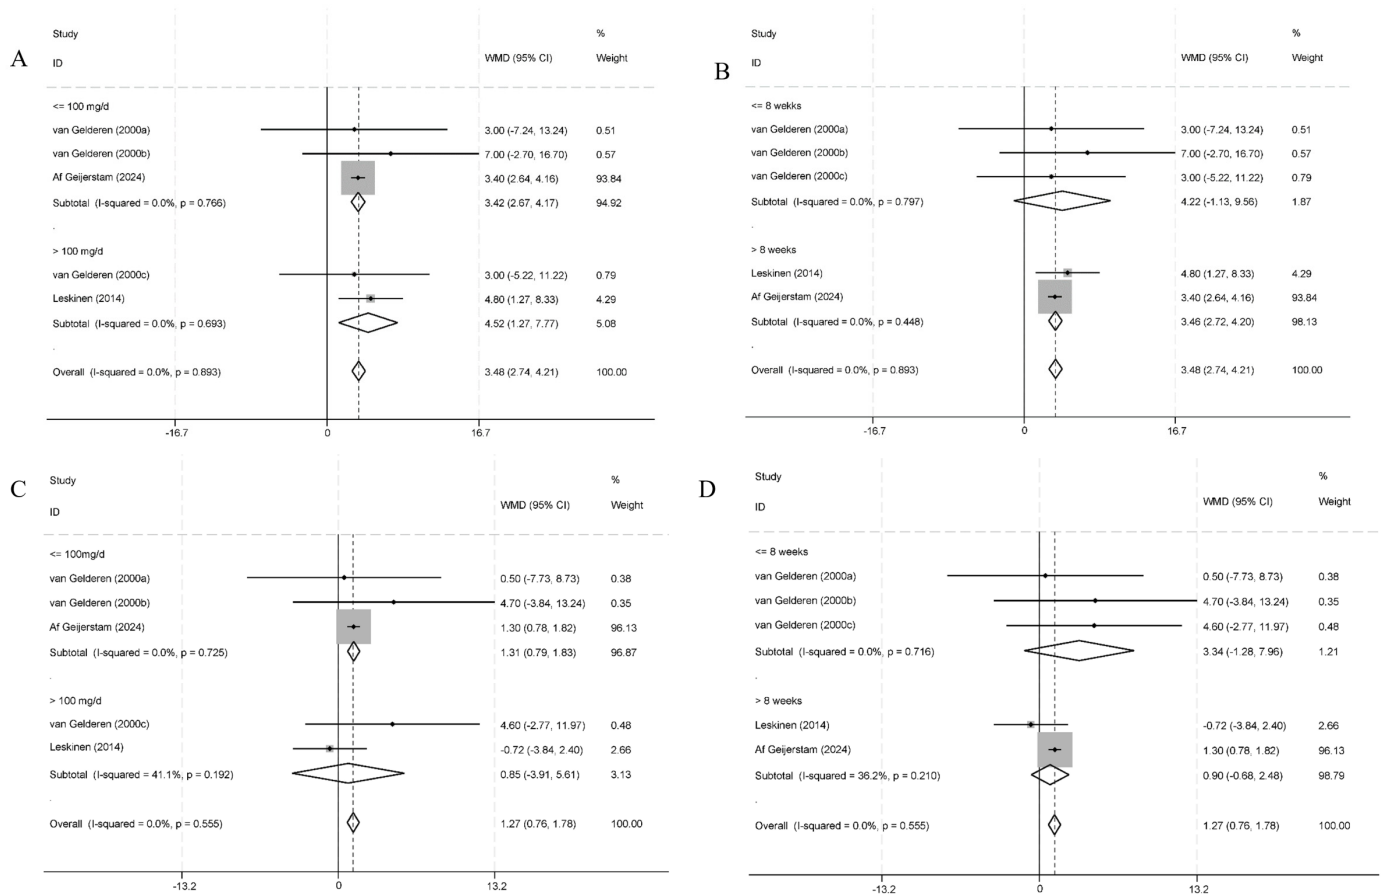 A
Study %
ID WMD (95% CI) Weight
<= 100 mg/d
van Gelderen (2000a) 3.00 (-7.24, 13.24) 0.51
van Gelderen (2000b) 7.00 (-2.70, 16.70) 0.57
Af Geijerstam (2024) 3.40 (2.64, 4.16) 93.84
Subtotal (I-squared = 0.0%, p = 0.766) 3.42 (2.67, 4.17) 94.92
.
> 100 mg/d
van Gelderen (2000c) 3.00 (-5.22, 11.22) 0.79
Leskinen (2014) 4.80 (1.27, 8.33) 4.29
Subtotal (I-squared = 0.0%, p = 0.693) 4.52 (1.27, 7.77) 5.08
.
Overall (I-squared = 0.0%, p = 0.893) 3.48 (2.74, 4.21) 100.00
-16.7 0 16.7
B
Study %
ID WMD (95% CI) Weight
<= 8 wekks
van Gelderen (2000a) 3.00 (-7.24, 13.24) 0.51
van Gelderen (2000b) 7.00 (-2.70, 16.70) 0.57
van Gelderen (2000c) 3.00 (-5.22, 11.22) 0.79
Subtotal (I-squared = 0.0%, p = 0.797) 4.22 (-1.13, 9.56) 1.87
.
> 8 weeks
Leskinen (2014) 4.80 (1.27, 8.33) 4.29
Af Geijerstam (2024) 3.40 (2.64, 4.16) 93.84
Subtotal (I-squared = 0.0%, p = 0.448) 3.46 (2.72, 4.20) 98.13
.
Overall (I-squared = 0.0%, p = 0.893) 3.48 (2.74, 4.21) 100.00
-16.7 0 16.7
C
Study %
ID WMD (95% CI) Weight
<= 100mg/d
van Gelderen (2000a) 0.50 (-7.73, 8.73) 0.38
van Gelderen (2000b) 4.70 (-3.84, 13.24) 0.35
Af Geijerstam (2024) 1.30 (0.78, 1.82) 96.13
Subtotal (I-squared = 0.0%, p = 0.725) 1.31 (0.79, 1.83) 96.87
.
> 100 mg/d
van Gelderen (2000c) 4.60 (-2.77, 11.97) 0.48
Leskinen (2014) -0.72 (-3.84, 2.40) 2.66
Subtotal (I-squared = 41.1%, p = 0.192) 0.85 (-3.91, 5.61) 3.13
.
Overall (I-squared = 0.0%, p = 0.555) 1.27 (0.76, 1.78) 100.00
-13.2 0 13.2
D
Study %
ID WMD (95% CI) Weight
<= 8 weeks
van Gelderen (2000a) 0.50 (-7.73, 8.73) 0.38
van Gelderen (2000b) 4.70 (-3.84, 13.24) 0.35
van Gelderen (2000c) 4.60 (-2.77, 11.97) 0.48
Subtotal (I-squared = 0.0%, p = 0.716) 3.34 (-1.28, 7.96) 1.21
.
> 8 weeks
Leskinen (2014) -0.72 (-3.84, 2.40) 2.66
Af Geijerstam (2024) 1.30 (0.78, 1.82) 96.13
Subtotal (I-squared = 36.2%, p = 0.210) 0.90 (-0.68, 2.48) 98.79
.
Overall (I-squared = 0.0%, p = 0.555) 1.27 (0.76, 1.78) 100.00
-13.2 0 13.2